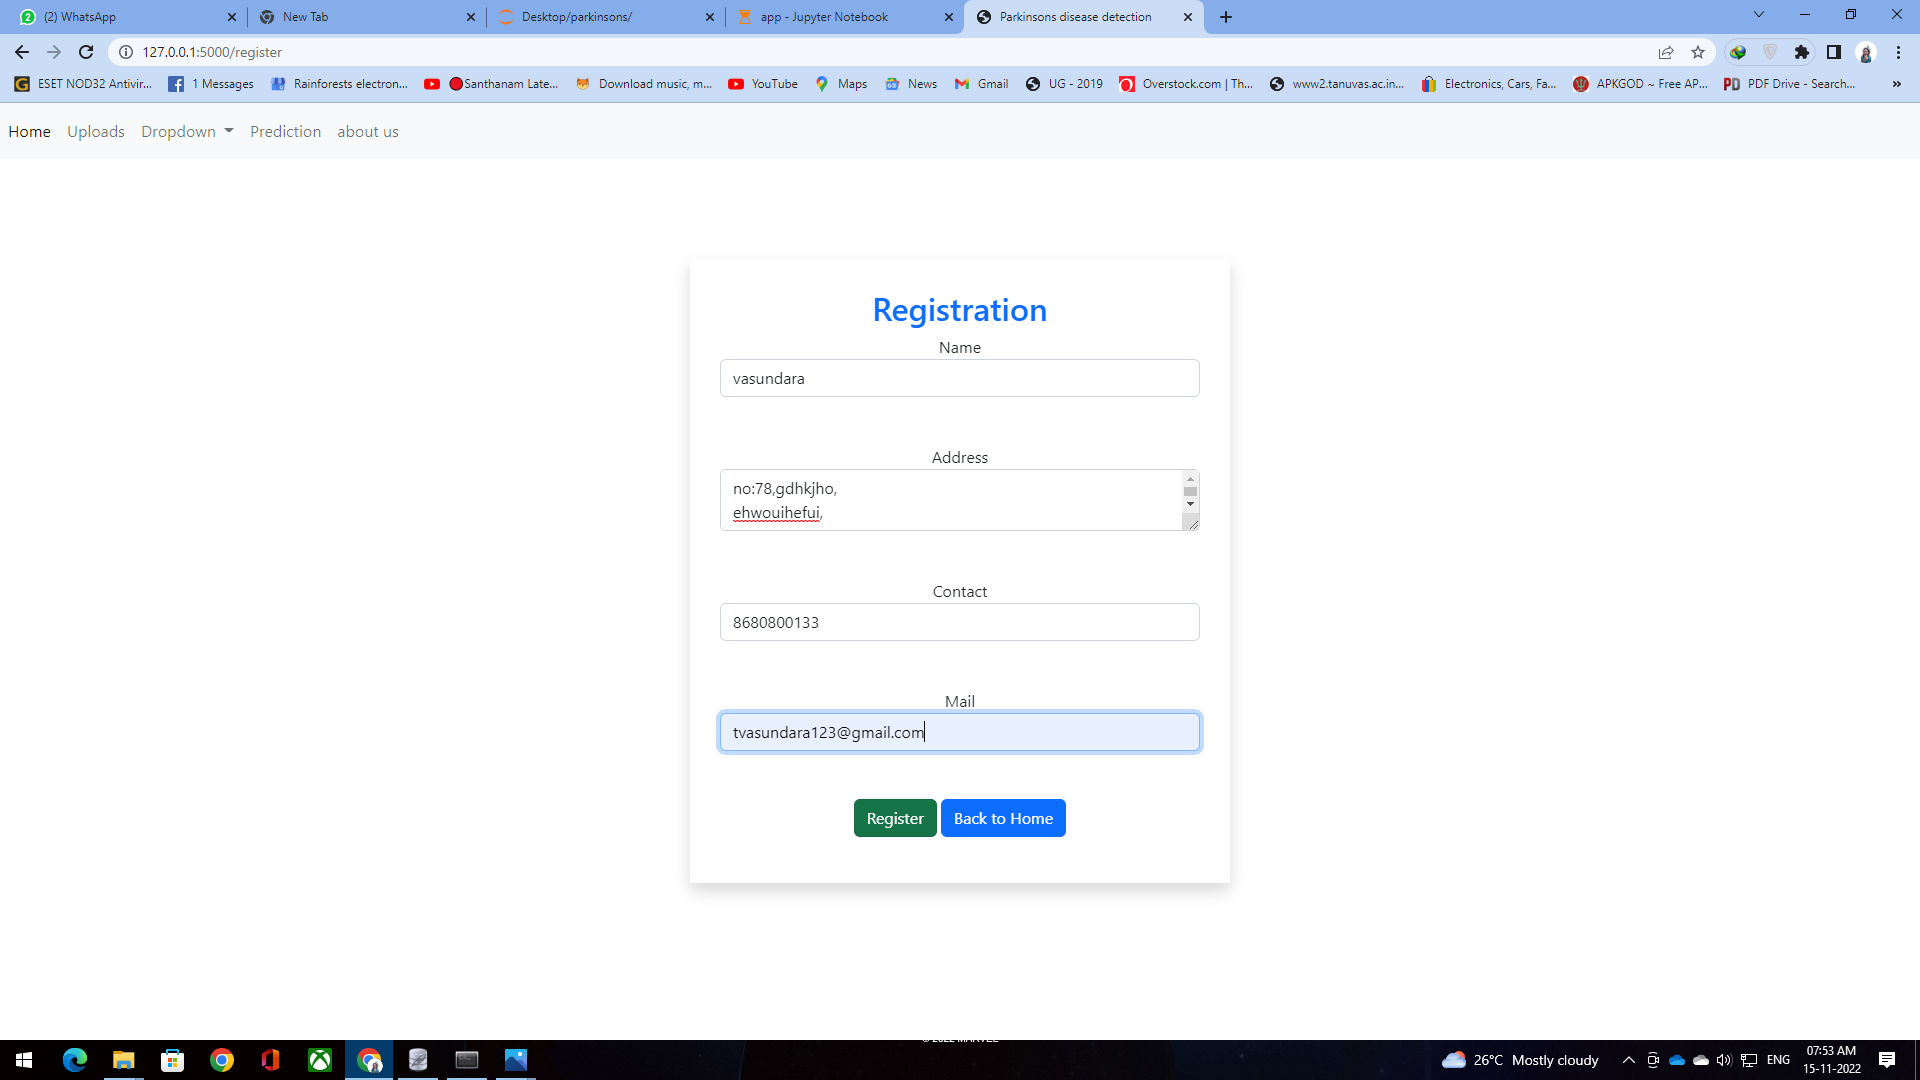 (2) WhatsApp
New Tab
Desktop/parkinsons/
app - Jupyter Notebook
Parkinsons disease detection
127.0.0.1:5000/register
ESET NOD32 Antivir...
1 Messages
Rainforests electron...
Santhanam Late...
Download music, m...
YouTube
Maps
News
Gmail
UG - 2019
Overstock.com | Th...
www2.tanuvas.ac.in...
Electronics, Cars, Fa...
APKGOD ~ Free AP...
PDF Drive - Search...
»
Home Uploads Dropdown Prediction about us
Registration
Name
vasundara
Address
no:78,gdhkjho,
ehwouihefui,
Contact
8680800133
Mail
tvasundara123@gmail.com
Register Back to Home
© 2022 MARVEL
26°C Mostly cloudy
ENG
07:53 AM
15-11-2022